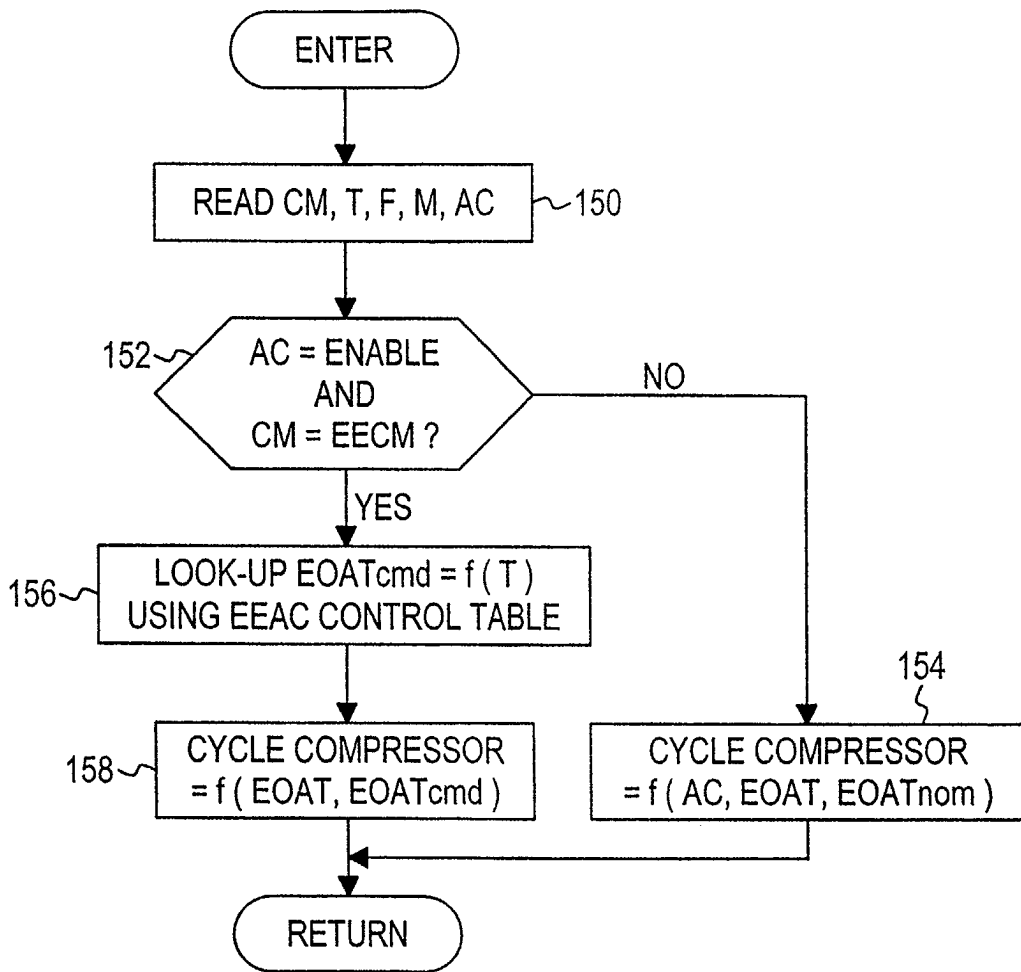 ENTER
READ CM, T, F, M, AC
150
152
AC = ENABLE
AND
CM = EECM ?
NO
YES
156
LOOK-UP EOATcmd = f ( T )
USING EEAC CONTROL TABLE
154
158
CYCLE COMPRESSOR
= f ( EOAT, EOATcmd )
CYCLE COMPRESSOR
= f ( AC, EOAT, EOATnom )
RETURN